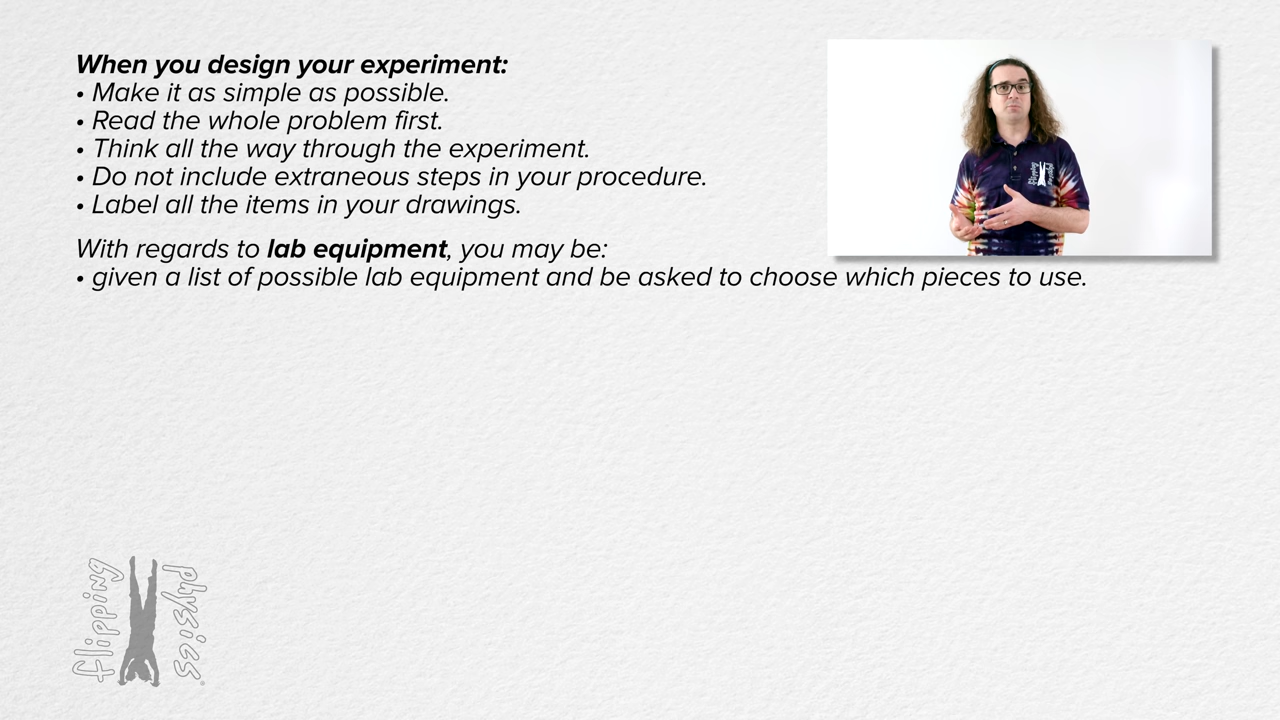 When you design your experiment:
• Make it as simple as possible.
• Read the whole problem first.
• Think all the way through the experiment.
• Do not include extraneous steps in your procedure.
• Label all the items in your drawings.
With regards to lab equipment, you may be:
• given a list of possible lab equipment and be asked to choose which pieces to use.
flipping
physics
flipping
physics